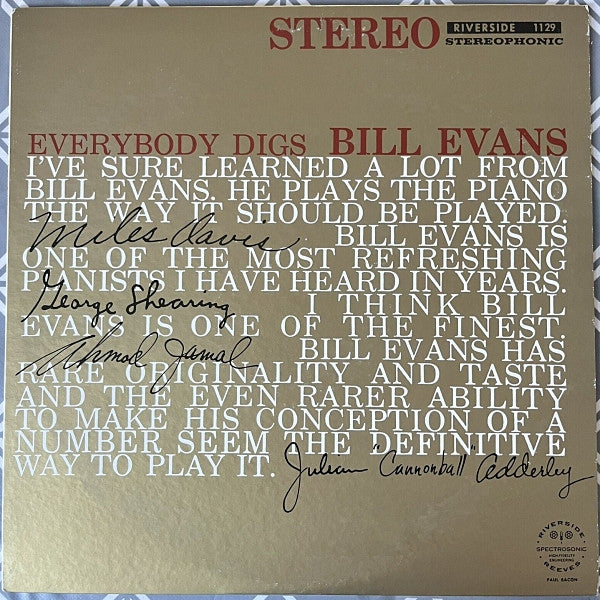 STEREO
RIVERSIDE 1129
STEREOPHONIC
EVERYBODY DIGS BILL EVANS
I'VE SURE LEARNED A LOT FROM
BILL EVANS. HE PLAYS THE PIANO
THE WAY IT SHOULD BE PLAYED.
Miles Davis BILL EVANS IS
ONE OF THE MOST REFRESHING
PIANISTS I HAVE HEARD IN YEARS.
George Shearing I THINK BILL
EVANS IS ONE OF THE FINEST.
Ahmad Jamal BILL EVANS HAS
RARE ORIGINALITY AND TASTE
AND THE EVEN RARER ABILITY
TO MAKE HIS CONCEPTION OF A
NUMBER SEEM THE DEFINITIVE
WAY TO PLAY IT. Julian "Cannonball" Adderley
RIVERSIDE
SPECTROSONIC
HIGH FIDELITY
ENGINEERING
REEVES
PAUL BACON